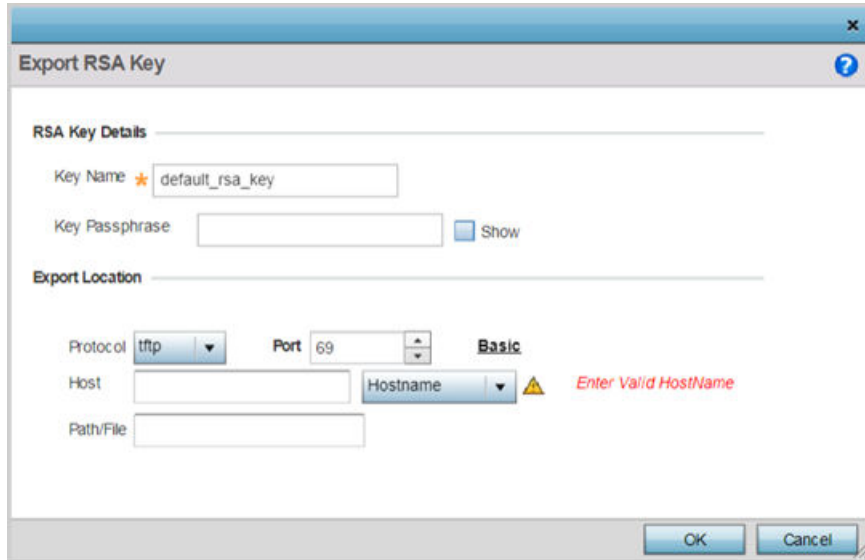 Export RSA Key
RSA Key Details
Key Name * default_rsa_key
Key Passphrase Show
Export Location
Protocol tftp Port 69 Basic
Host Hostname Enter Valid HostName
Path/File
OK Cancel